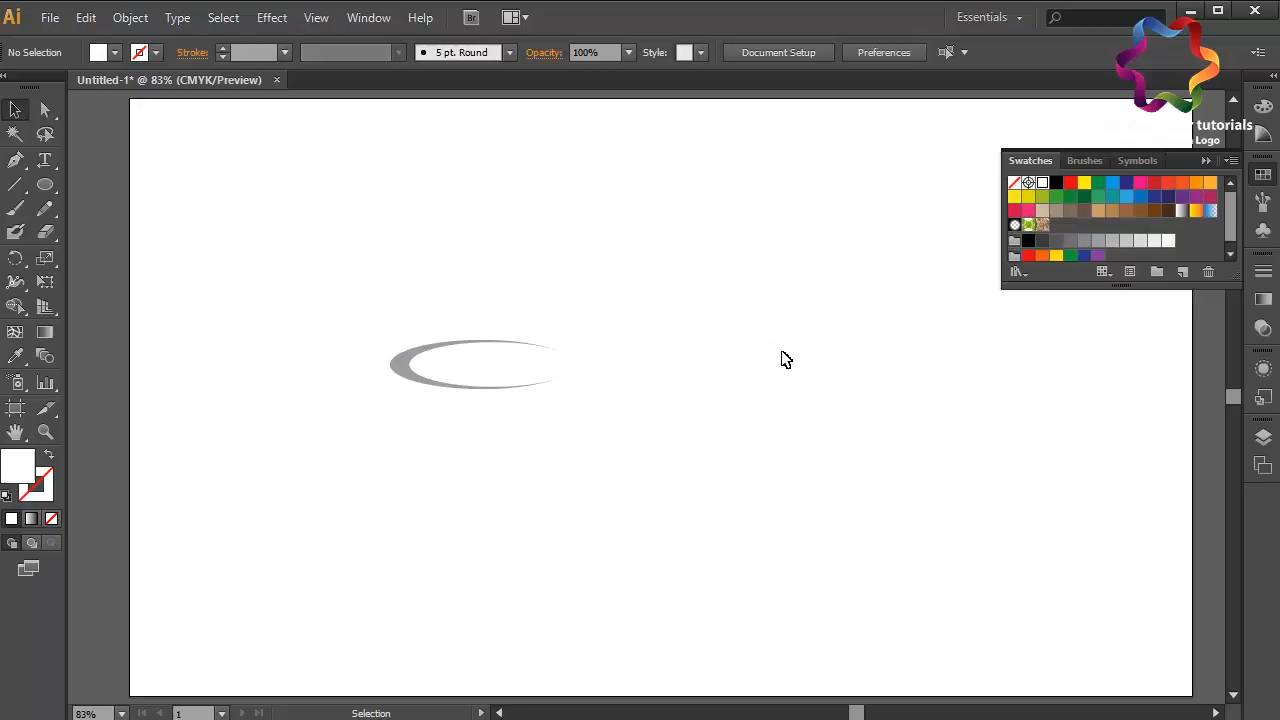 Ai File Edit Object Type Select Effect View Window Help Br Essentials
No Selection Stroke: 5 pt. Round Opacity: 100% Style: Document Setup Preferences
Untitled-1* @ 83% (CMYK/Preview)
tutorials
Logo
Swatches Brushes Symbols
T
83% 1 Selection